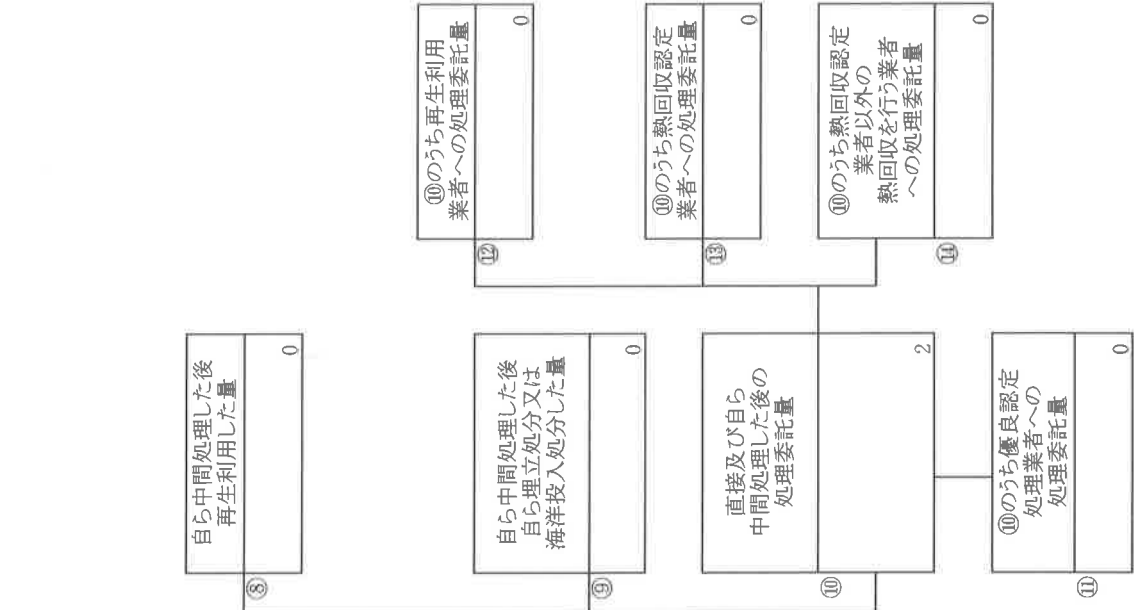 ⑧
自ら中間処理した後
再生利用した量
0
⑨
自ら中間処理した後
自ら埋立処分又は
海洋投入処分した量
0
⑩
直接及び自ら
中間処理した後の
処理委託量
2
⑪
⑩のうち優良認定
処理業者への
処理委託量
0
⑫
⑩のうち再生利用
業者への処理委託量
0
⑬
⑩のうち熱回収認定
業者への処理委託量
0
⑭
⑩のうち熱回収認定
業者以外の
熱回収を行う業者
への処理委託量
0